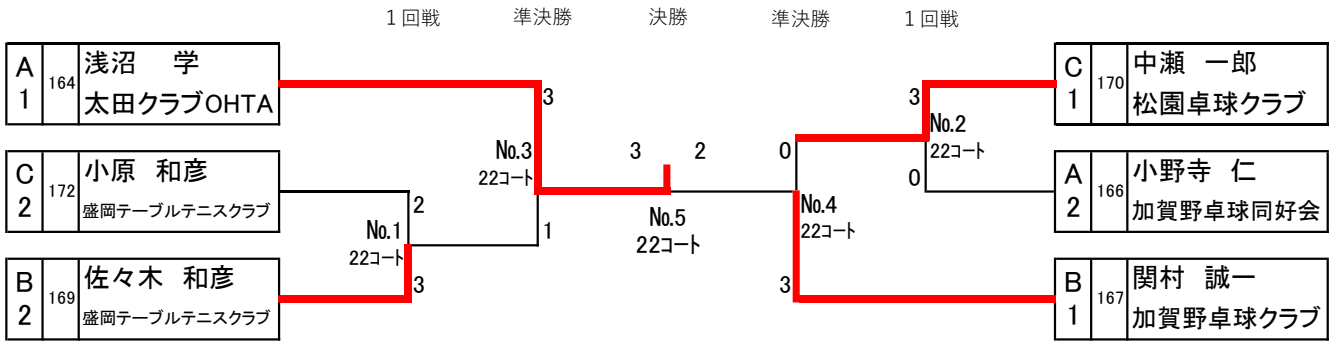 1回戦 準決勝 決勝 準決勝 1回戦
A
1
164
浅沼 学
太田クラブOHTA
C
2
172
小原 和彦
盛岡テーブルテニスクラブ
B
2
169
佐々木 和彦
盛岡テーブルテニスクラブ
2
No.1
22コート
3
3
No.3
22コート
1
3 2
No.5
22コート
0
No.4
22コート
3
3
No.2
22コート
0
C
1
170
中瀬 一郎
松園卓球クラブ
A
2
166
小野寺 仁
加賀野卓球同好会
B
1
167
関村 誠一
加賀野卓球クラブ